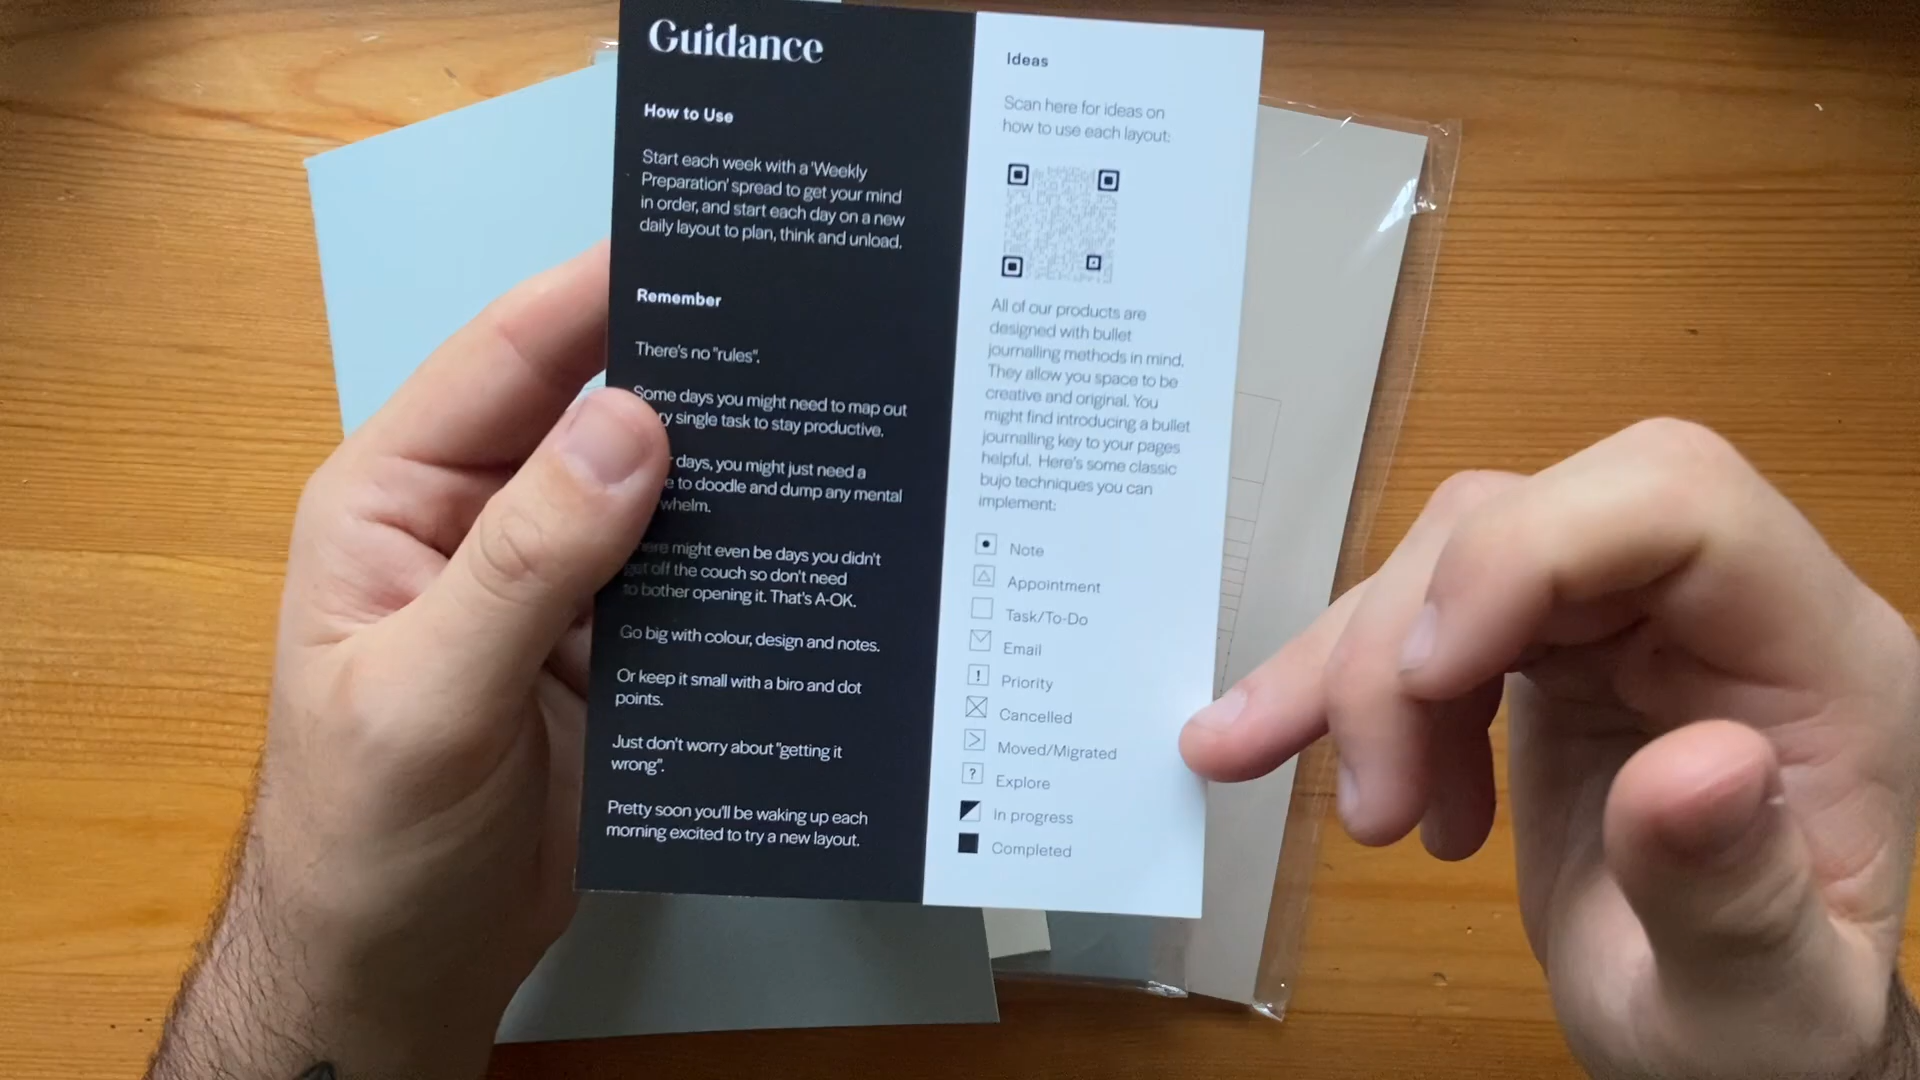 Guidance
How to Use
Start each week with a 'Weekly
Preparation' spread to get your mind
in order, and start each day on a new
daily layout to plan, think and unload.
Remember
There's no "rules".
Some days you might need to map out
ry single task to stay productive.
days, you might just need a
e to doodle and dump any mental
whelm.
here might even be days you didn't
get off the couch so don't need
to bother opening it. That's A-OK.
Go big with colour, design and notes.
Or keep it small with a biro and dot
points.
Just don't worry about "getting it
wrong".
Pretty soon you'll be waking up each
morning excited to try a new layout.
Ideas
Scan here for ideas on
how to use each layout:
All of our products are
designed with bullet
journalling methods in mind.
They allow you space to be
creative and original. You
might find introducing a bullet
journalling key to your pages
helpful. Here's some classic
bujo techniques you can
implement:
Note
Appointment
Task/To-Do
Email
! Priority
Cancelled
> Moved/Migrated
? Explore
In progress
Completed